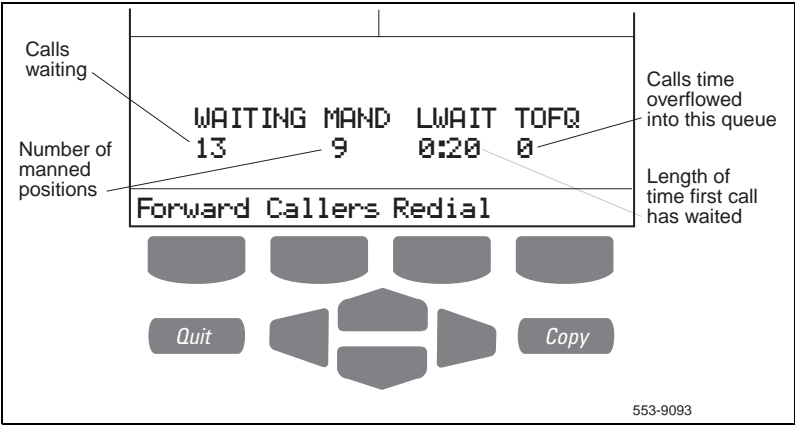 Calls
waiting
Number of
manned
positions
WAITING MAND LWAIT TOFQ
13 9 0:20 0
Calls time
overflowed
into this queue
Length of
time first call
has waited
Forward Callers Redial
Quit
Copy
553-9093